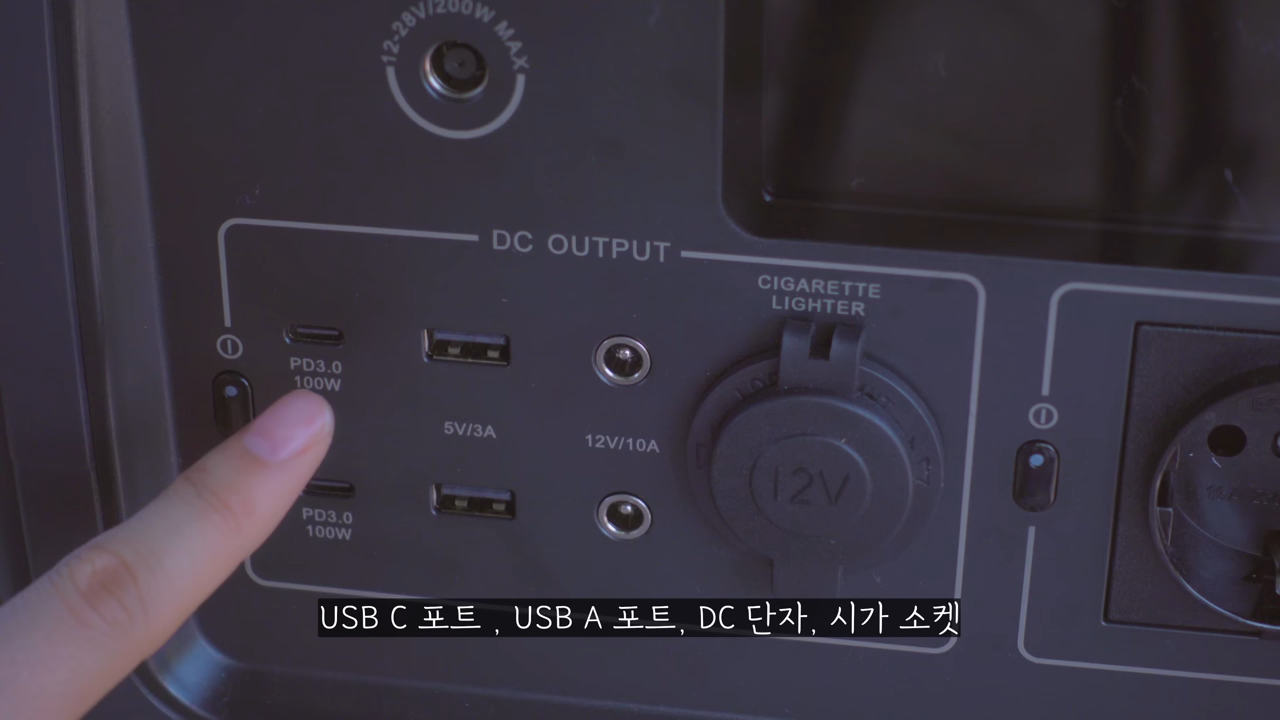 12-28V/200W MAX
DC OUTPUT
CIGARETTE
LIGHTER
PD3.0
100W
5V/3A
12V/10A
12V
PD3.0
100W
USB C 포트 , USB A 포트, DC 단자, 시가 소켓